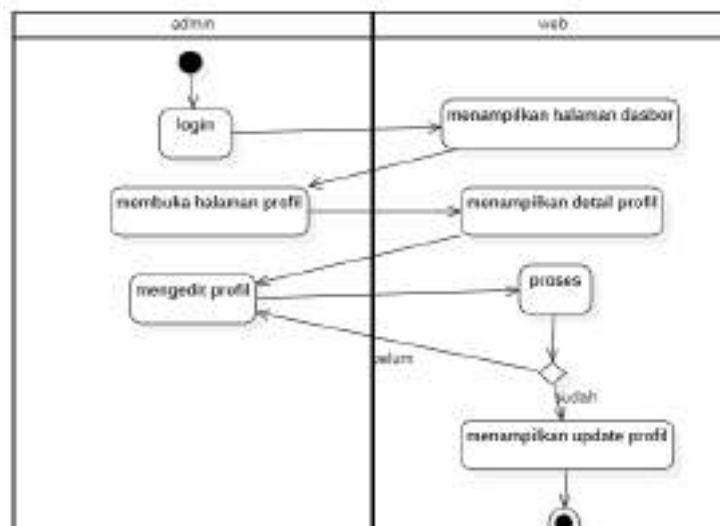 admin
web
login
menampilkan halaman dasbor
membuka halaman profil
menampilkan detail profil
mengedit profil
proses
belum
sudah
menampilkan update profil